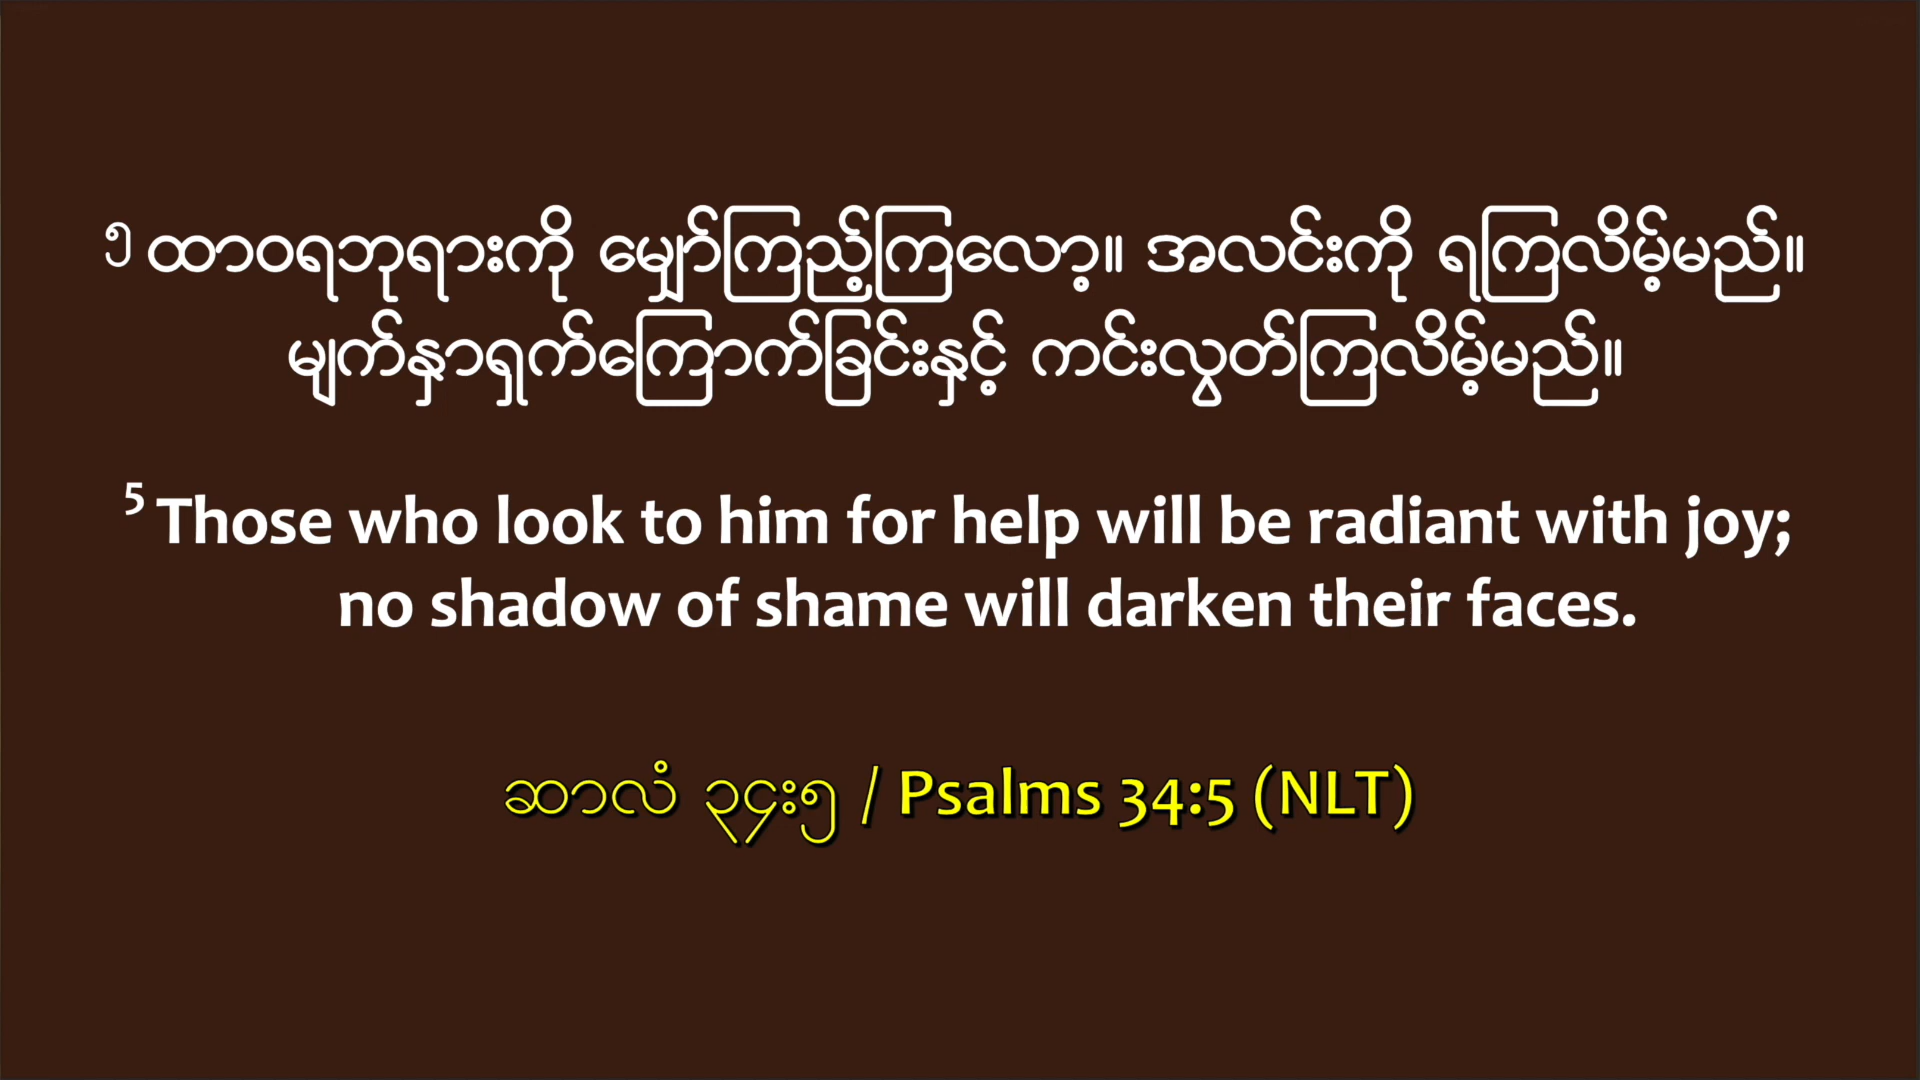 ၅ ထာဝရဘုရားကို မျှော်ကြည့်ကြလော့။ အလင်းကို ရကြလိမ့်မည်။
မျက်နှာရှက်ကြောက်ခြင်းနှင့် ကင်းလွတ်ကြလိမ့်မည်။
5 Those who look to him for help will be radiant with joy;
no shadow of shame will darken their faces.
ဆာလံ ၃၄း၅ / Psalms 34:5 (NLT)